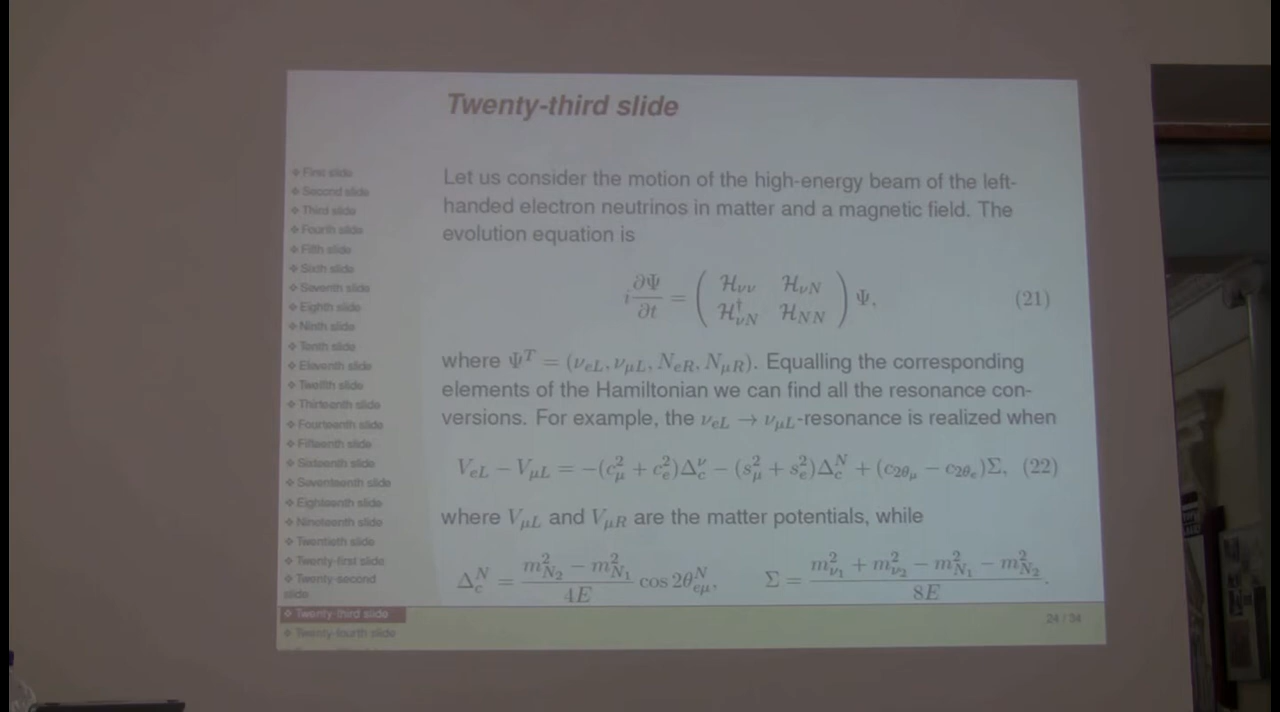 Twenty-third slide
❖ First slide
❖ Second slide
❖ Third slide
❖ Fourth slide
❖ Fifth slide
❖ Sixth slide
❖ Seventh slide
❖ Eighth slide
❖ Ninth slide
❖ Tenth slide
❖ Eleventh slide
❖ Twelfth slide
❖ Thirteenth slide
❖ Fourteenth slide
❖ Fifteenth slide
❖ Sixteenth slide
❖ Seventeenth slide
❖ Eighteenth slide
❖ Nineteenth slide
❖ Twentieth slide
❖ Twenty-first slide
❖ Twenty-second
slide
❖ Twenty-third slide
❖ Twenty-fourth slide
Let us consider the motion of the high-energy beam of the left-
handed electron neutrinos in matter and a magnetic field. The
evolution equation is
i ∂Ψ/∂t = ( H_νν H_νN ; H†_νN H_NN ) Ψ, (21)
where Ψ^T = (ν_eL, ν_μL, N_eR, N_μR). Equalling the corresponding
elements of the Hamiltonian we can find all the resonance con-
versions. For example, the ν_eL → ν_μL-resonance is realized when
V_eL − V_μL = −(c²_μ + c²_e)Δ^ν_c − (s²_μ + s²_e)Δ^N_c + (c_2θ_μ − c_2θ_e)Σ, (22)
where V_μL and V_μR are the matter potentials, while
Δ^N_c = (m²_N₂ − m²_N₁)/4E cos 2θ^N_eμ, Σ = (m²_ν₁ + m²_ν₂ − m²_N₁ − m²_N₂)/8E.
24 / 34